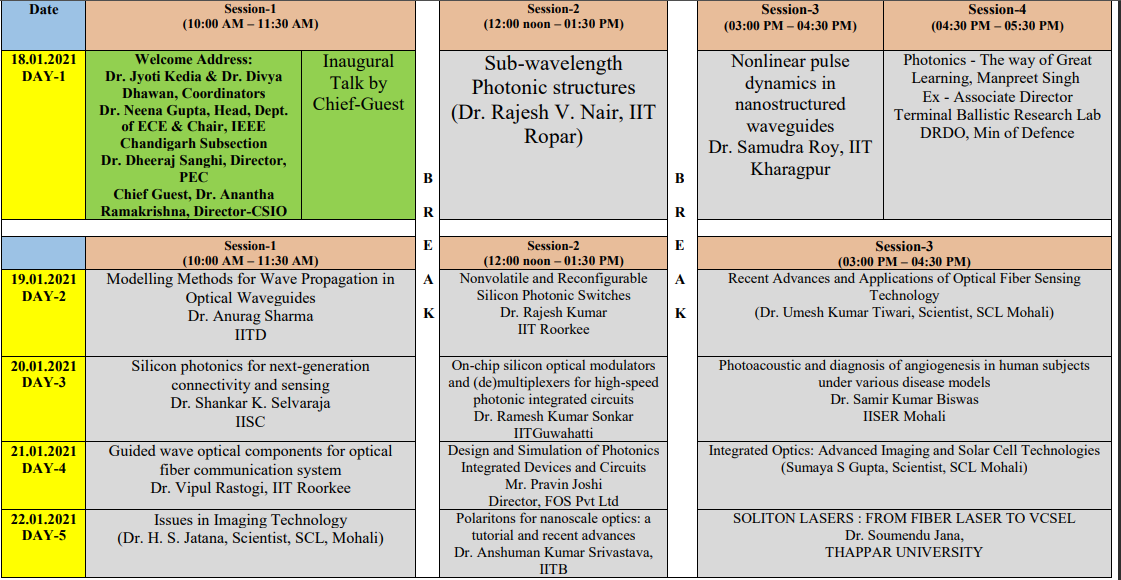 Date
Session-1
(10:00 AM – 11:30 AM)
Session-2
(12:00 noon – 01:30 PM)
Session-3
(03:00 PM – 04:30 PM)
Session-4
(04:30 PM – 05:30 PM)
18.01.2021
DAY-1
Welcome Address:
Dr. Jyoti Kedia & Dr. Divya
Dhawan, Coordinators
Dr. Neena Gupta, Head, Dept.
of ECE & Chair, IEEE
Chandigarh Subsection
Dr. Dheeraj Sanghi, Director,
PEC
Chief Guest, Dr. Anantha
Ramakrishna, Director-CSIO
Inaugural
Talk by
Chief-Guest
B
R
E
A
K
Sub-wavelength
Photonic structures
(Dr. Rajesh V. Nair, IIT
Ropar)
B
R
E
A
K
Nonlinear pulse
dynamics in
nanostructured
waveguides
Dr. Samudra Roy, IIT
Kharagpur
Photonics - The way of Great
Learning, Manpreet Singh
Ex - Associate Director
Terminal Ballistic Research Lab
DRDO, Min of Defence
Session-1
(10:00 AM – 11:30 AM)
Session-2
(12:00 noon – 01:30 PM)
Session-3
(03:00 PM – 04:30 PM)
19.01.2021
DAY-2
Modelling Methods for Wave Propagation in
Optical Waveguides
Dr. Anurag Sharma
IITD
Nonvolatile and Reconfigurable
Silicon Photonic Switches
Dr. Rajesh Kumar
IIT Roorkee
Recent Advances and Applications of Optical Fiber Sensing
Technology
(Dr. Umesh Kumar Tiwari, Scientist, SCL Mohali)
20.01.2021
DAY-3
Silicon photonics for next-generation
connectivity and sensing
Dr. Shankar K. Selvaraja
IISC
On-chip silicon optical modulators
and (de)multiplexers for high-speed
photonic integrated circuits
Dr. Ramesh Kumar Sonkar
IITGuwahatti
Photoacoustic and diagnosis of angiogenesis in human subjects
under various disease models
Dr. Samir Kumar Biswas
IISER Mohali
21.01.2021
DAY-4
Guided wave optical components for optical
fiber communication system
Dr. Vipul Rastogi, IIT Roorkee
Design and Simulation of Photonics
Integrated Devices and Circuits
Mr. Pravin Joshi
Director, FOS Pvt Ltd
Integrated Optics: Advanced Imaging and Solar Cell Technologies
(Sumaya S Gupta, Scientist, SCL Mohali)
22.01.2021
DAY-5
Issues in Imaging Technology
(Dr. H. S. Jatana, Scientist, SCL, Mohali)
Polaritons for nanoscale optics: a
tutorial and recent advances
Dr. Anshuman Kumar Srivastava,
IITB
SOLITON LASERS : FROM FIBER LASER TO VCSEL
Dr. Soumendu Jana,
THAPPAR UNIVERSITY